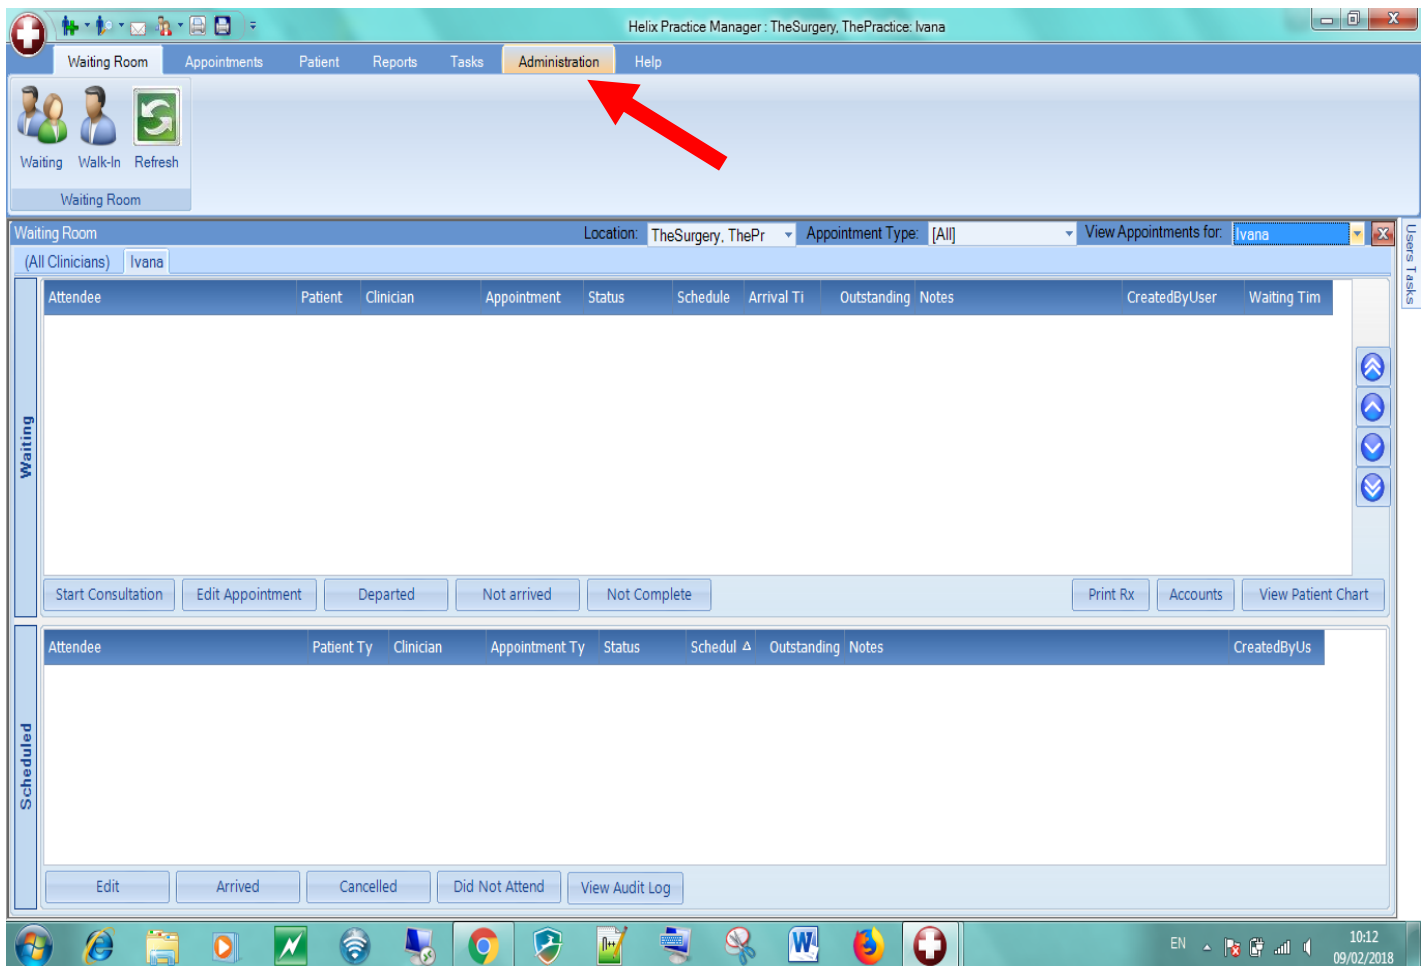 Helix Practice Manager : TheSurgery, ThePractice: Ivana
Waiting Room Appointments Patient Reports Tasks Administration Help
Waiting Walk-In Refresh
Waiting Room
Waiting Room Location: TheSurgery, ThePr Appointment Type: [All] View Appointments for: Ivana
Users Tasks
(All Clinicians) Ivana
Attendee Patient Clinician Appointment Status Schedule Arrival Ti Outstanding Notes CreatedByUser Waiting Tim
Waiting
Start Consultation Edit Appointment Departed Not arrived Not Complete Print Rx Accounts View Patient Chart
Attendee Patient Ty Clinician Appointment Ty Status Schedul Outstanding Notes CreatedByUs
Scheduled
Edit Arrived Cancelled Did Not Attend View Audit Log
EN 10:12
09/02/2018